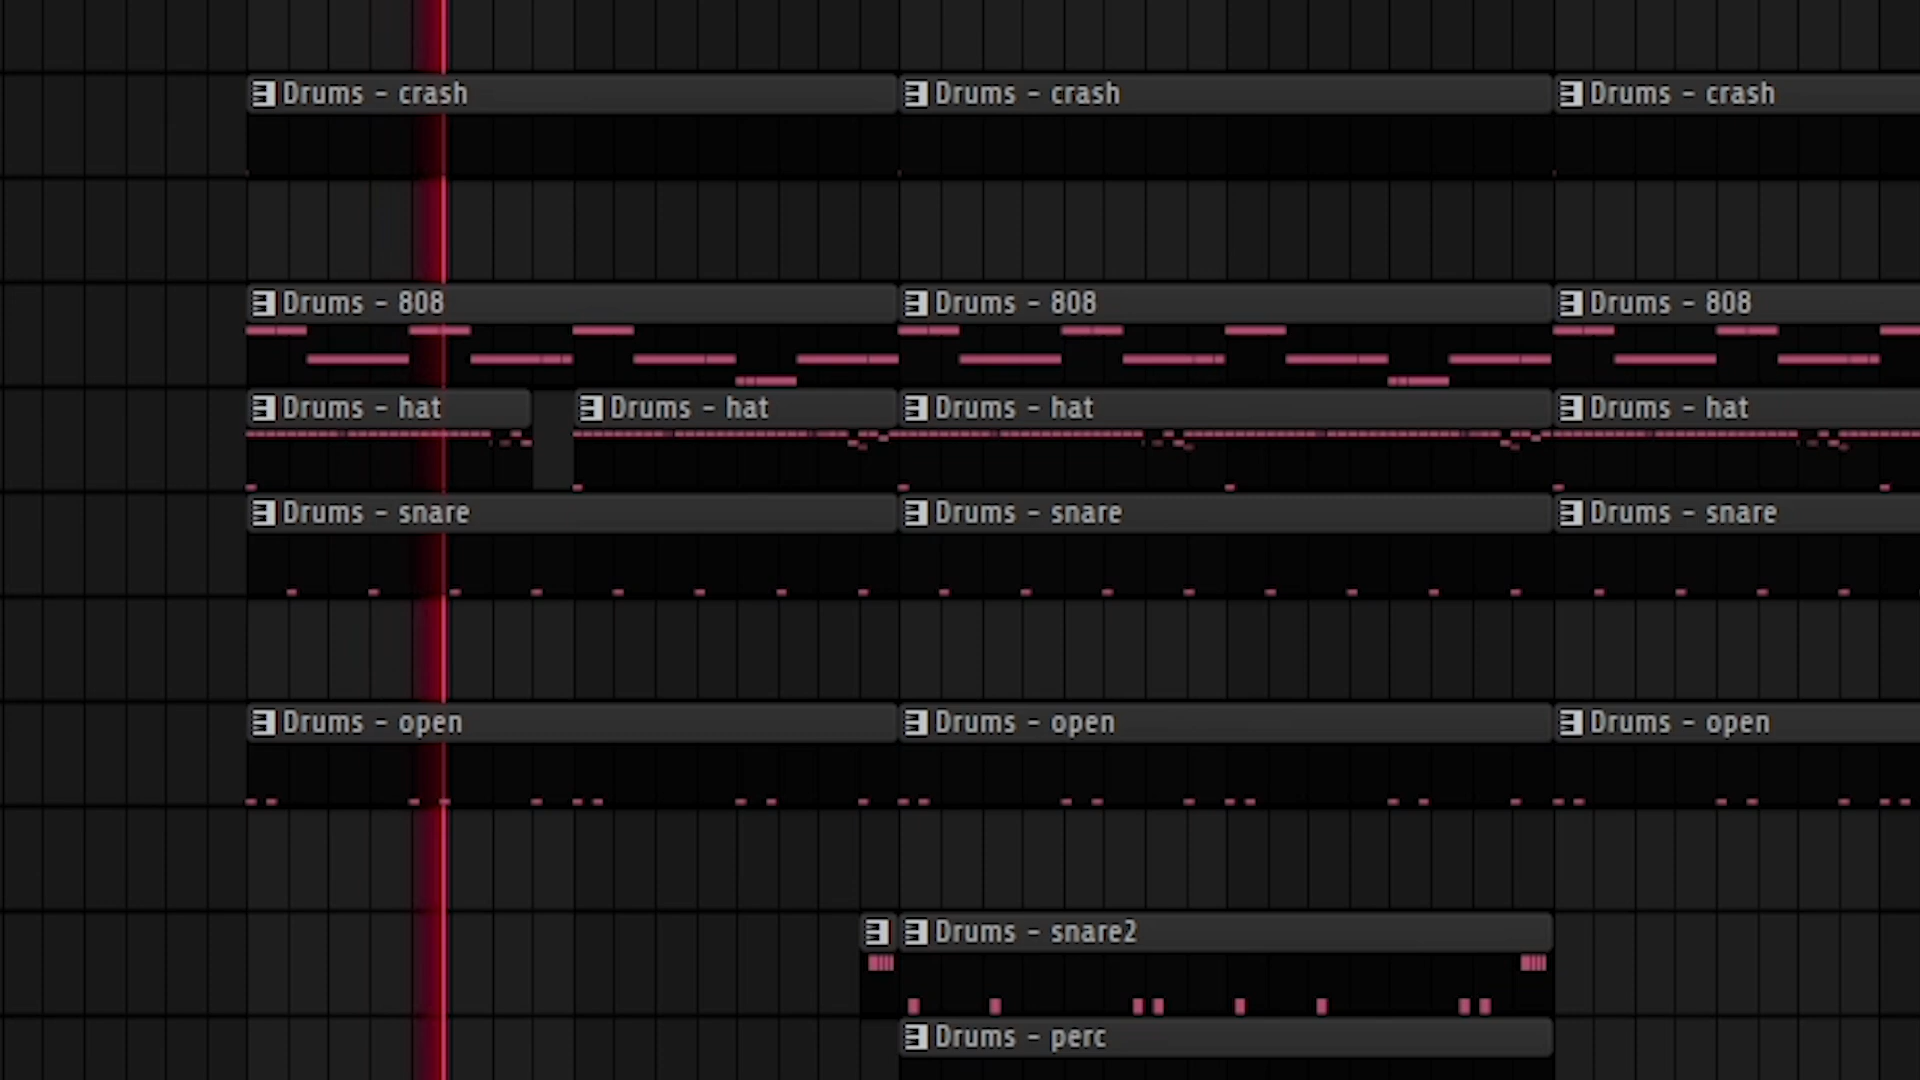 Drums - crash Drums - crash Drums - crash
Drums - 808 Drums - 808 Drums - 808
Drums - hat Drums - hat Drums - hat Drums - hat
Drums - snare Drums - snare Drums - snare
Drums - open Drums - open Drums - open
Drums - snare2
Drums - perc